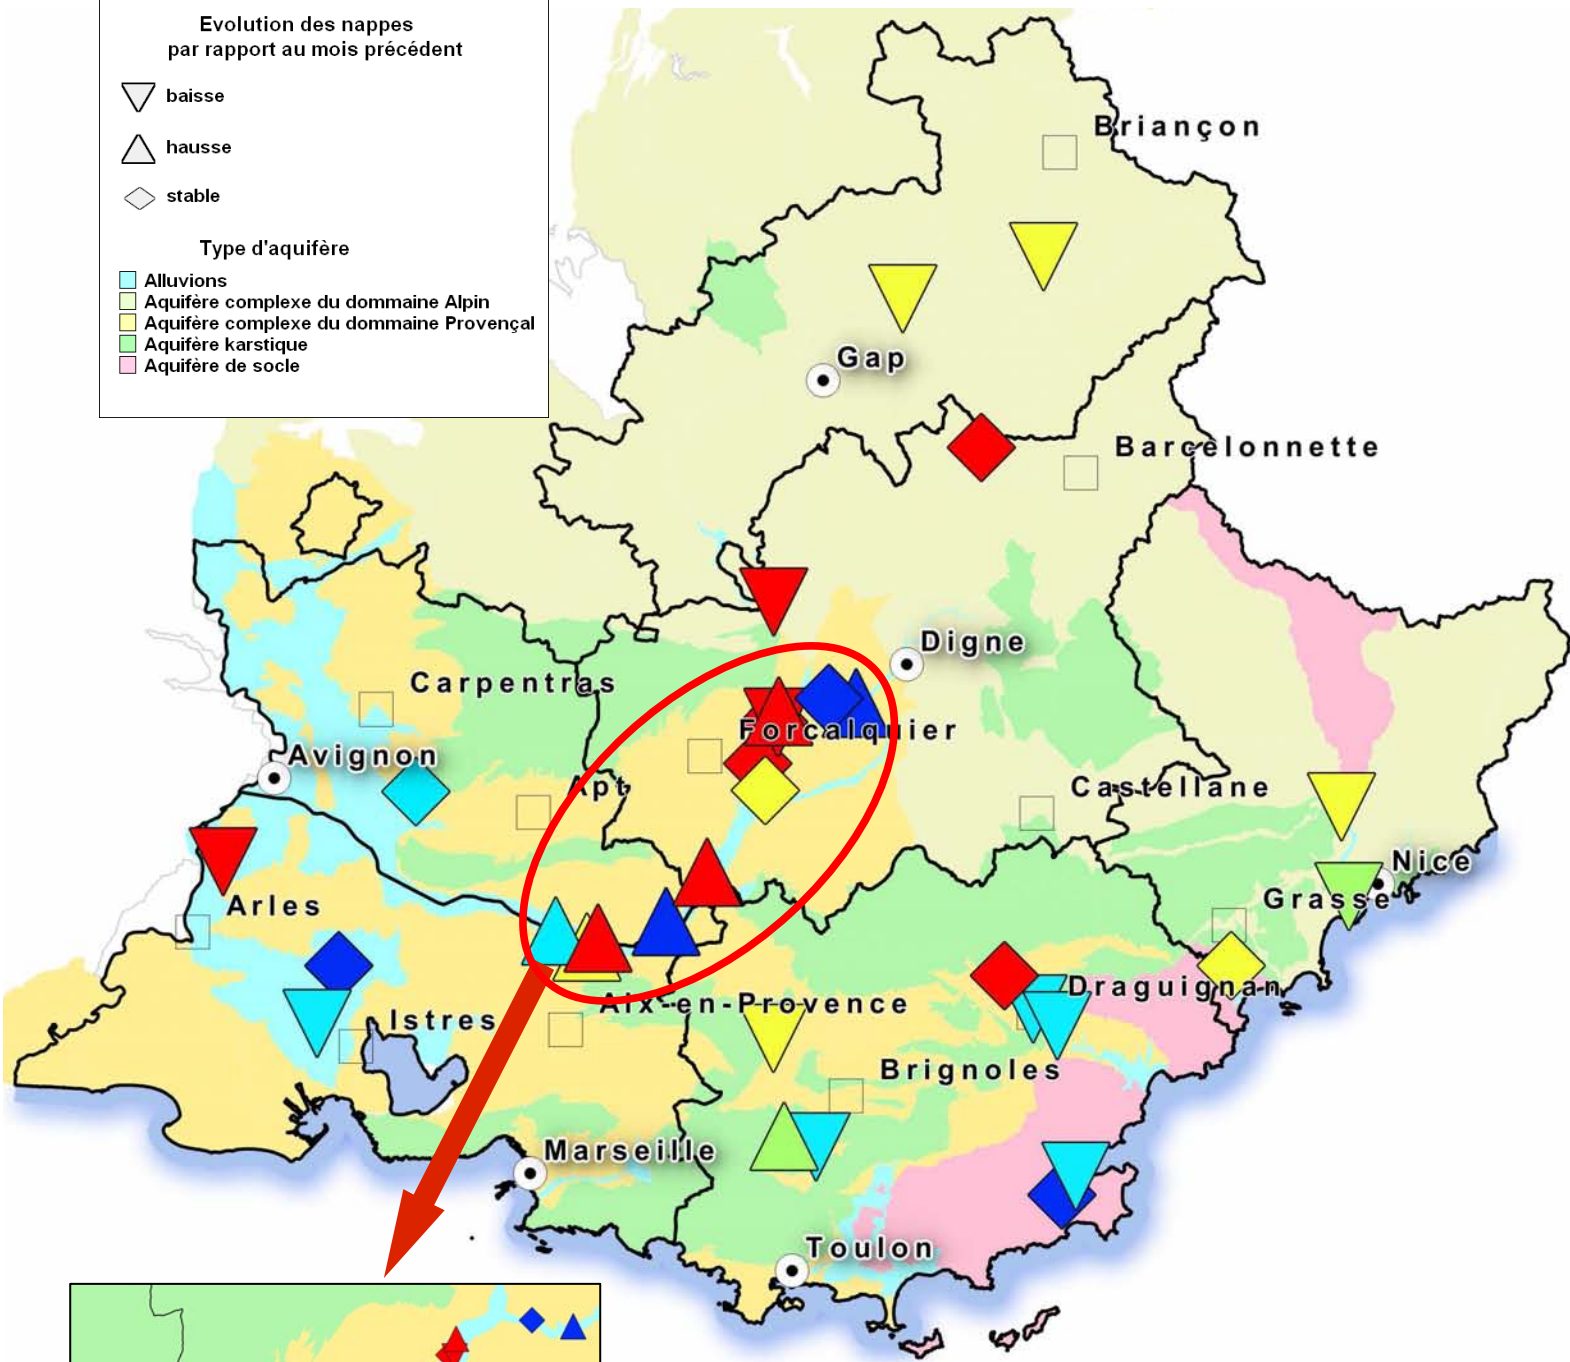 Evolution des nappes
par rapport au mois précédent
baisse
hausse
stable
Type d'aquifère
Alluvions
Aquifère complexe du dommaine Alpin
Aquifère complexe du dommaine Provençal
Aquifère karstique
Aquifère de socle
Briançon
Gap
Barcelonnette
Digne
Carpentras
Forcalquier
Avignon
Apt
Castellane
Nice
Grasse
Arles
Draguignan
Aix-en-Provence
Istres
Brignoles
Marseille
Toulon